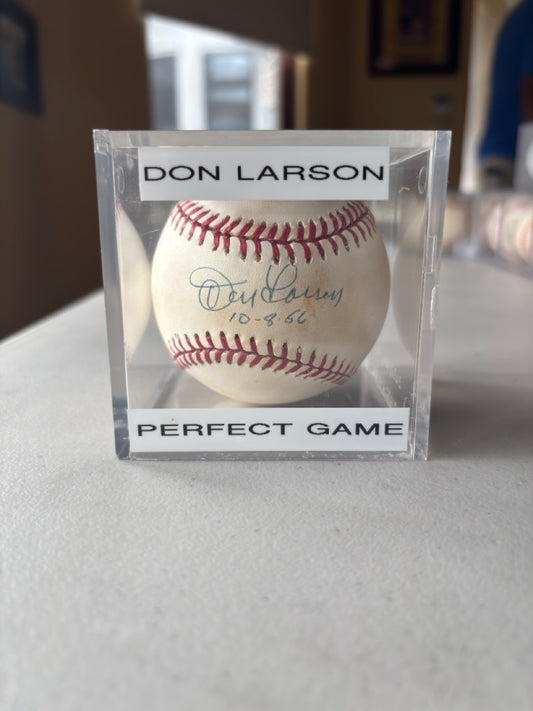 DON LARSON
Don Larsen
10-8-56
PERFECT GAME